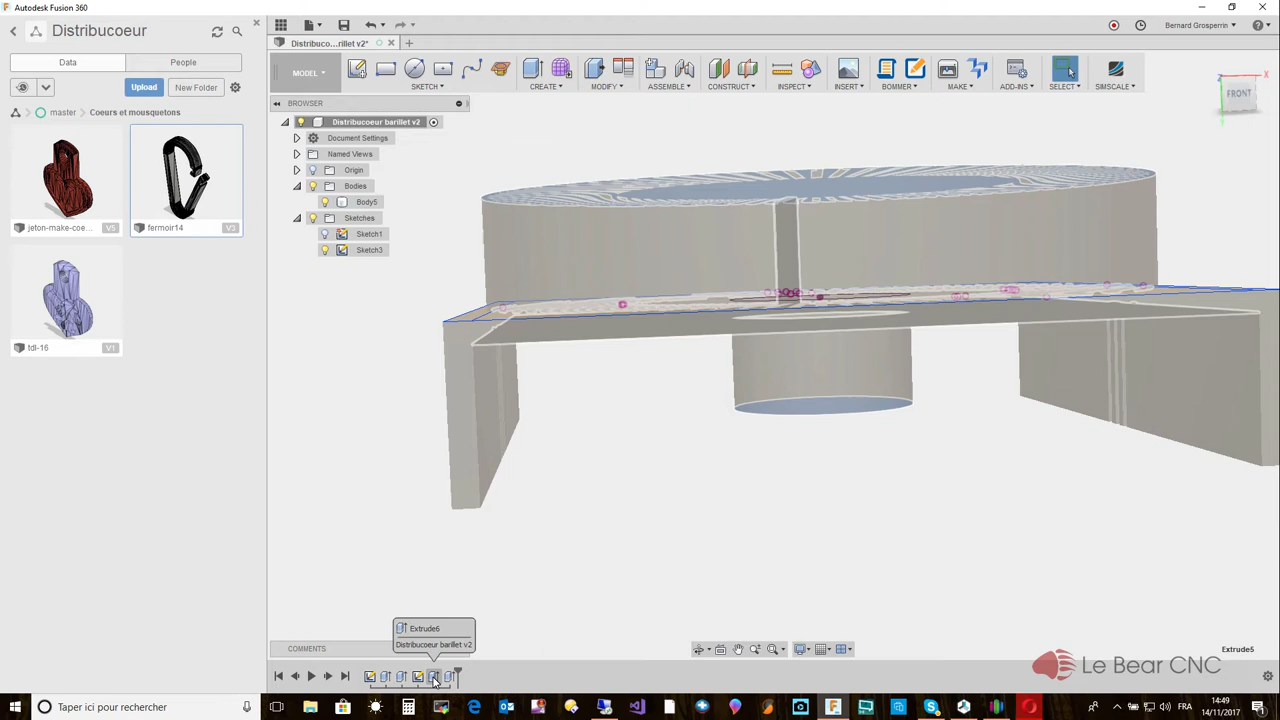 Autodesk Fusion 360
Distribucoeur
Distribuco...rillet v2*
Bernard Grosperrin
Data
People
Upload
New Folder
master
Coeurs et mousquetons
jeton-make-coe...
V5
fermoir14
V3
tdl-16
V1
MODEL
SKETCH
CREATE
MODIFY
ASSEMBLE
CONSTRUCT
INSPECT
INSERT
BOMMER
MAKE
ADD-INS
SELECT
SIMSCALE
BROWSER
Distribucoeur barillet v2
Document Settings
Named Views
Origin
Bodies
Body5
Sketches
Sketch1
Sketch3
FRONT
X
Z
Extrude6
Distribucoeur barillet v2
COMMENTS
Extrude5
Le Bear CNC
Taper ici pour rechercher
14:49
14/11/2017